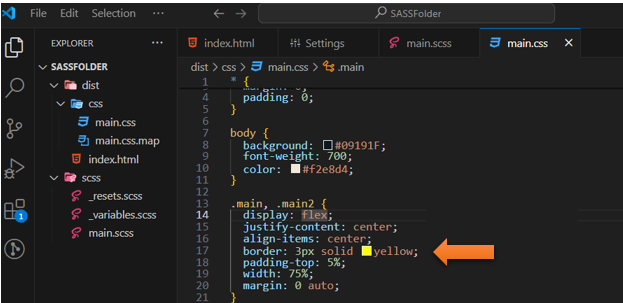 File Edit Selection ... SASSFolder
EXPLORER ...
SASSFOLDER
dist
css
main.css
main.css.map
index.html
scss
_resets.scss
_variables.scss
main.scss
1
index.html Settings main.scss main.css
dist > css > main.css > .main
1 * {
margin: 0;
4 padding: 0;
5 }
6
7 body {
8 background: #09191F;
9 font-weight: 700;
10 color: #f2e8d4;
11 }
12
13 .main, .main2 {
14 display: flex;
15 justify-content: center;
16 align-items: center;
17 border: 3px solid yellow;
18 padding-top: 5%;
19 width: 75%;
20 margin: 0 auto;
21 }